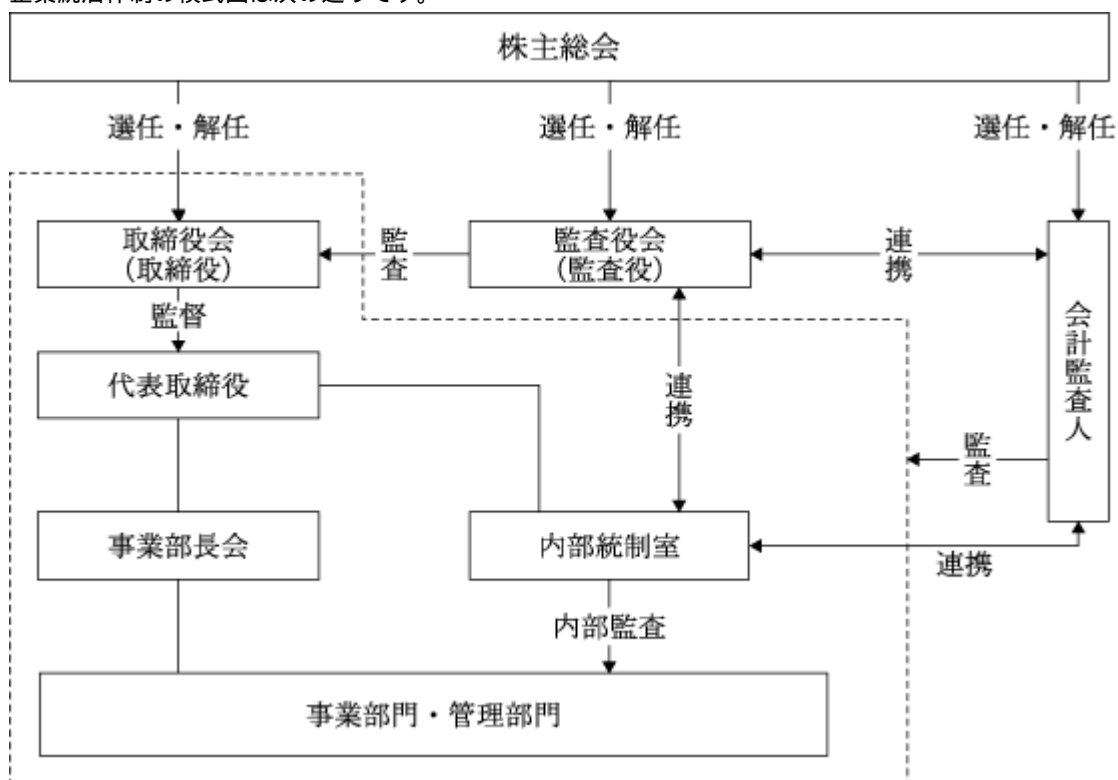 企業統治体制の模式図は次の通りです。
株主総会
選任・解任
選任・解任
選任・解任
取締役会
(取締役)
監査
監査役会
(監査役)
連携
会計監査人
監督
代表取締役
連携
監査
事業部長会
内部統制室
連携
内部監査
事業部門・管理部門